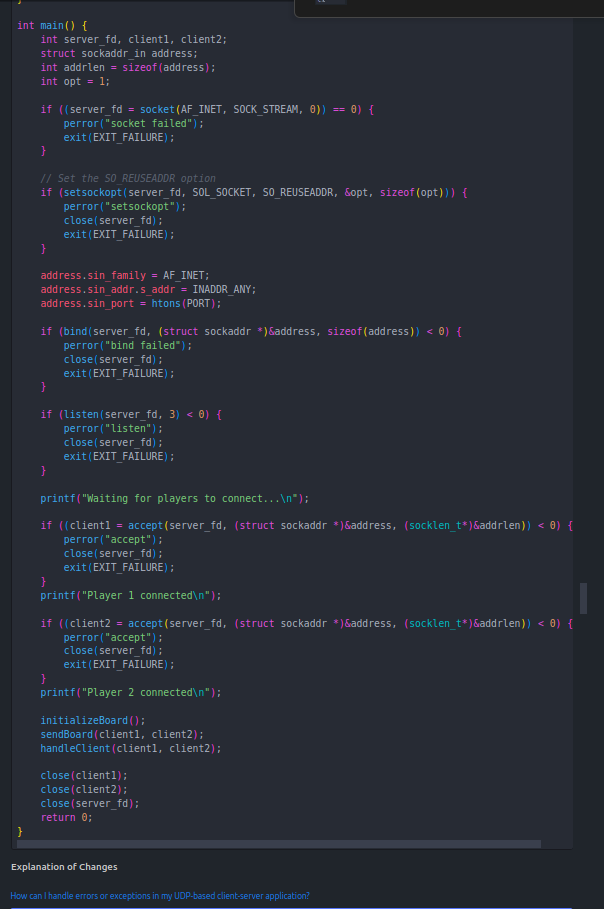 }
int main() {
    int server_fd, client1, client2;
    struct sockaddr_in address;
    int addrlen = sizeof(address);
    int opt = 1;

    if ((server_fd = socket(AF_INET, SOCK_STREAM, 0)) == 0) {
        perror("socket failed");
        exit(EXIT_FAILURE);
    }

    // Set the SO_REUSEADDR option
    if (setsockopt(server_fd, SOL_SOCKET, SO_REUSEADDR, &opt, sizeof(opt))) {
        perror("setsockopt");
        close(server_fd);
        exit(EXIT_FAILURE);
    }

    address.sin_family = AF_INET;
    address.sin_addr.s_addr = INADDR_ANY;
    address.sin_port = htons(PORT);

    if (bind(server_fd, (struct sockaddr *)&address, sizeof(address)) < 0) {
        perror("bind failed");
        close(server_fd);
        exit(EXIT_FAILURE);
    }

    if (listen(server_fd, 3) < 0) {
        perror("listen");
        close(server_fd);
        exit(EXIT_FAILURE);
    }

    printf("Waiting for players to connect...\n");

    if ((client1 = accept(server_fd, (struct sockaddr *)&address, (socklen_t*)&addrlen)) < 0) {
        perror("accept");
        close(server_fd);
        exit(EXIT_FAILURE);
    }
    printf("Player 1 connected\n");

    if ((client2 = accept(server_fd, (struct sockaddr *)&address, (socklen_t*)&addrlen)) < 0) {
        perror("accept");
        close(server_fd);
        exit(EXIT_FAILURE);
    }
    printf("Player 2 connected\n");

    initializeBoard();
    sendBoard(client1, client2);
    handleClient(client1, client2);

    close(client1);
    close(client2);
    close(server_fd);
    return 0;
}
Explanation of Changes
How can I handle errors or exceptions in my UDP-based client-server application?